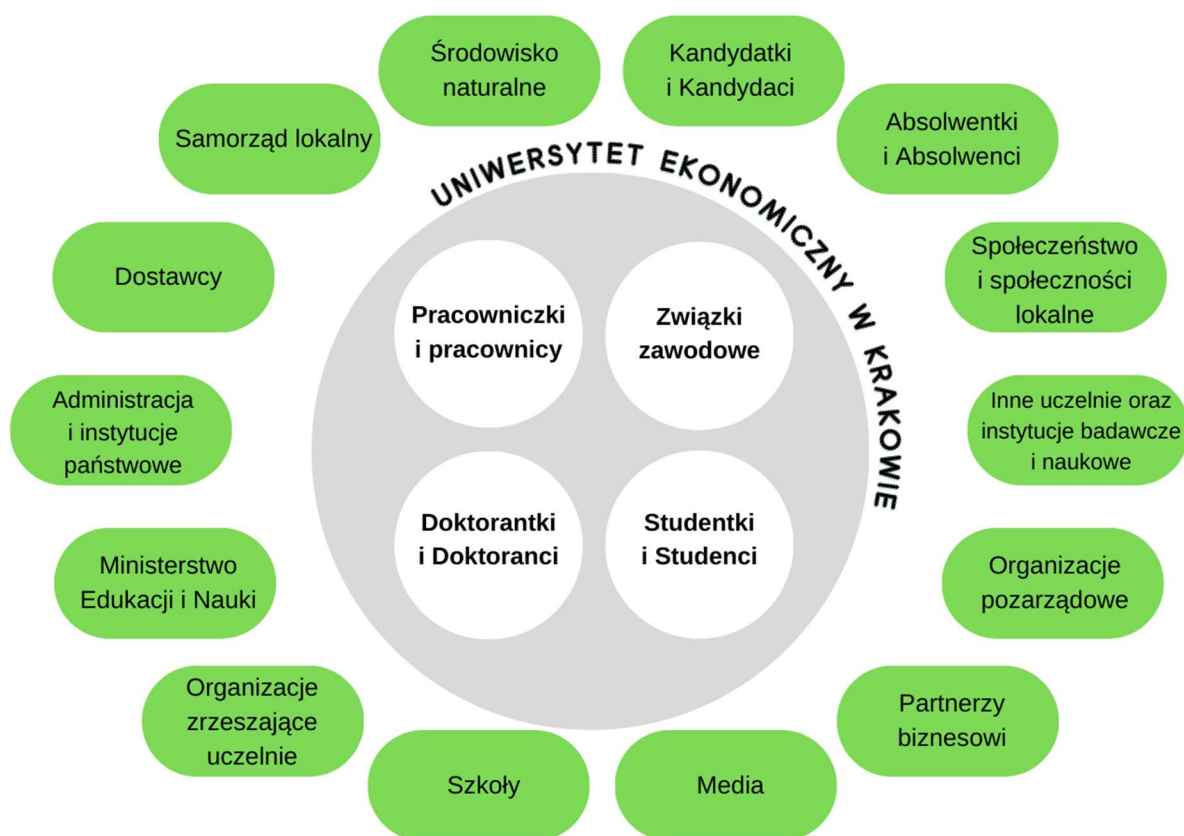 Środowisko
naturalne
Kandydatki
i Kandydaci
Samorząd lokalny
Absolwentki
i Absolwenci
UNIWERSYTET EKONOMICZNY W KRAKOWIE
Dostawcy
Społeczeństwo
i społeczności
lokalne
Pracowniczki
i pracownicy
Związki
zawodowe
Administracja
i instytucje
państwowe
Inne uczelnie oraz
instytucje badawcze
i naukowe
Doktorantki
i Doktoranci
Studentki
i Studenci
Ministerstwo
Edukacji i Nauki
Organizacje
pozarządowe
Organizacje
zrzeszające
uczelnie
Partnerzy
biznesowi
Szkoły
Media